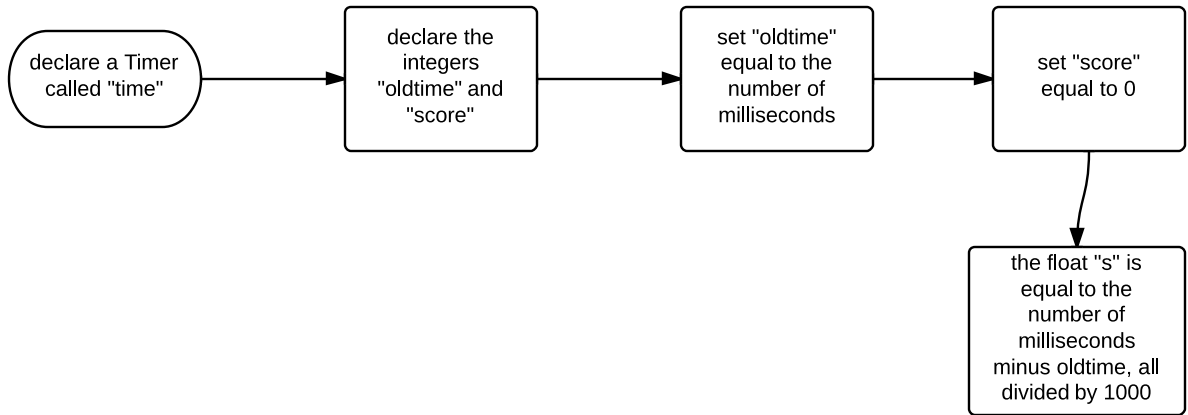 declare a Timer
called "time"
declare the
integers
"oldtime" and
"score"
set "oldtime"
equal to the
number of
milliseconds
set "score"
equal to 0
the float "s" is
equal to the
number of
milliseconds
minus oldtime, all
divided by 1000